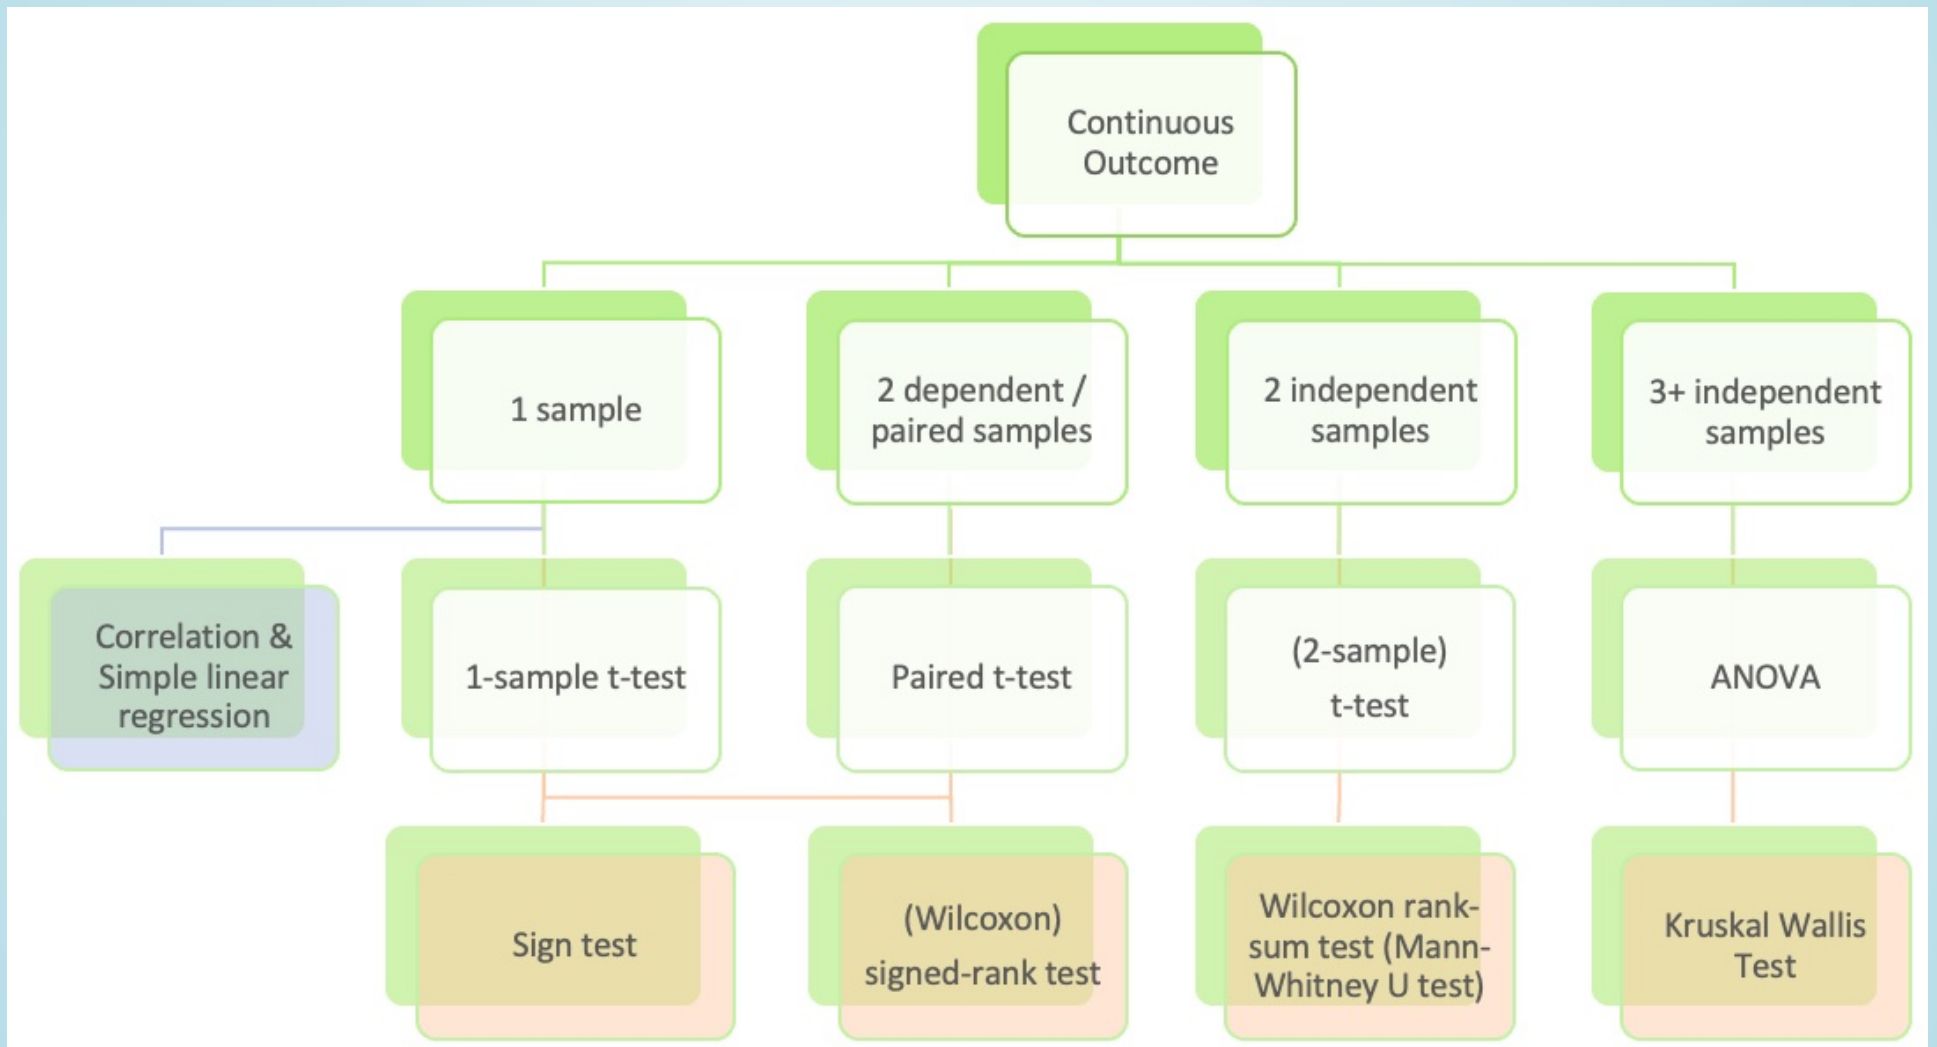 Continuous
Outcome
1 sample
2 dependent /
paired samples
2 independent
samples
3+ independent
samples
Correlation &
Simple linear
regression
1-sample t-test
Paired t-test
(2-sample)
t-test
ANOVA
Sign test
(Wilcoxon)
signed-rank test
Wilcoxon rank-
sum test (Mann-
Whitney U test)
Kruskal Wallis
Test